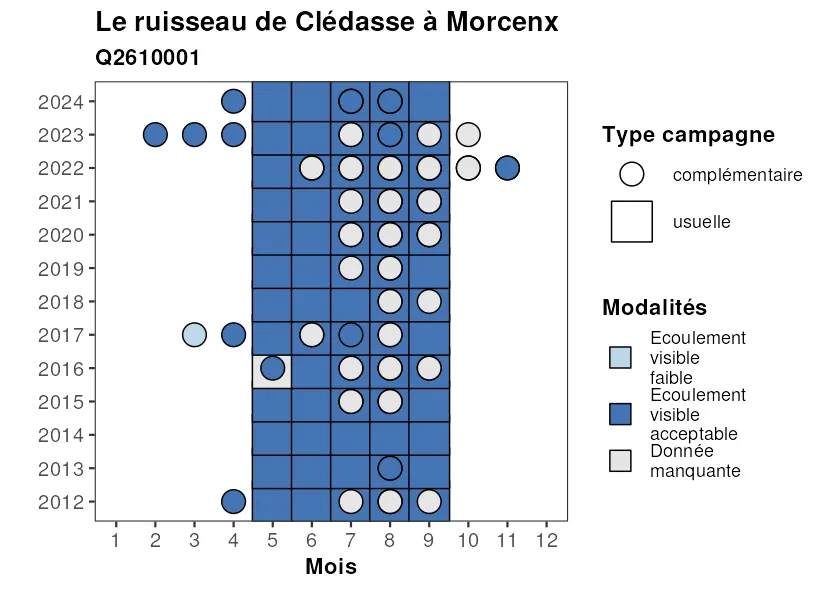 Le ruisseau de Clédasse à Morcenx
Q2610001
2024
2023
2022
2021
2020
2019
2018
2017
2016
2015
2014
2013
2012
1 2 3 4 5 6 7 8 9 10 11 12
Mois
Type campagne
complémentaire
usuelle
Modalités
Ecoulement
visible
faible
Ecoulement
visible
acceptable
Donnée
manquante